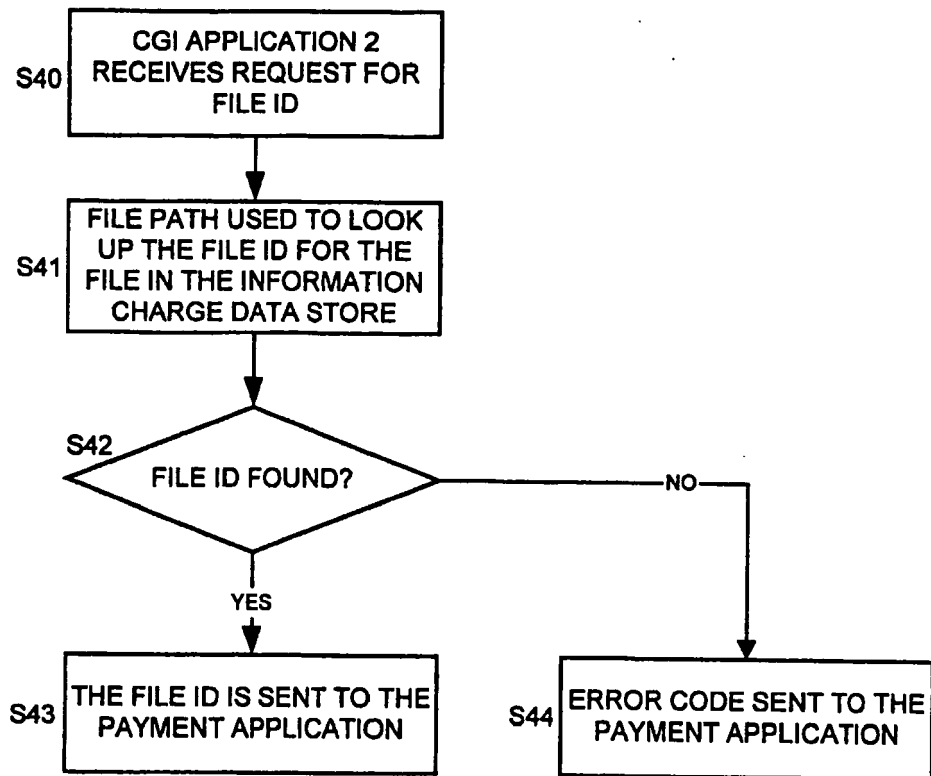 CGI APPLICATION 2
RECEIVES REQUEST FOR
FILE ID
S40
FILE PATH USED TO LOOK
UP THE FILE ID FOR THE
FILE IN THE INFORMATION
CHARGE DATA STORE
S41
S42
FILE ID FOUND?
NO
YES
S43
THE FILE ID IS SENT TO THE
PAYMENT APPLICATION
S44
ERROR CODE SENT TO THE
PAYMENT APPLICATION